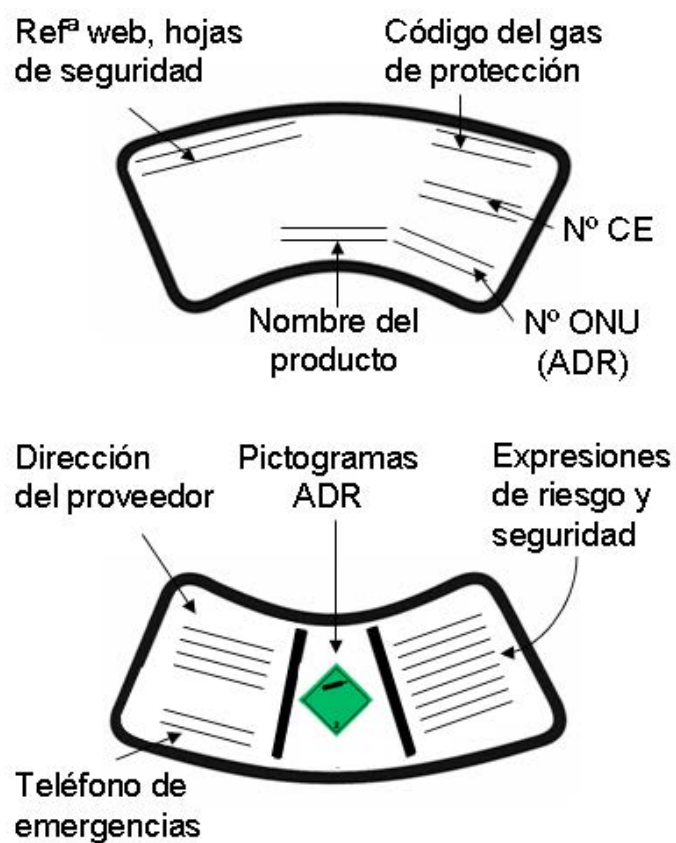 Refª web, hojas
de seguridad
Código del gas
de protección
Nº CE
Nombre del
producto
Nº ONU
(ADR)
Dirección
del proveedor
Pictogramas
ADR
Expresiones
de riesgo y
seguridad
2
Teléfono de
emergencias